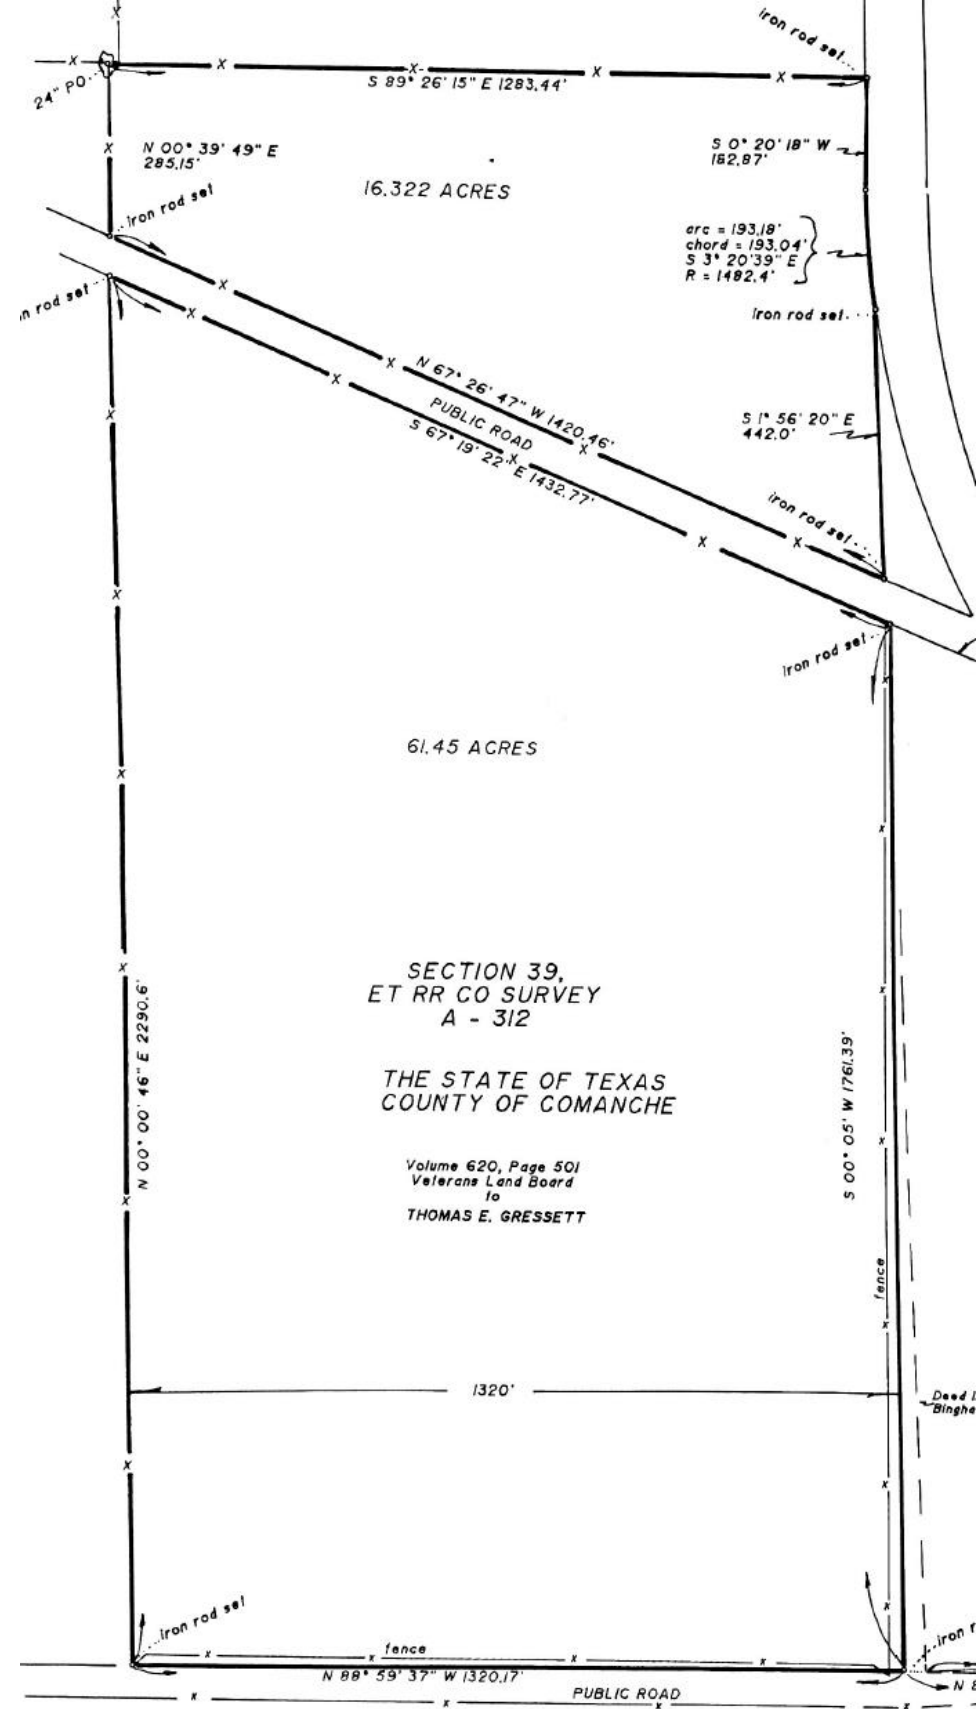 iron rod set
S 89° 26' 15" E 1283.44'
24" PO
N 00° 39' 49" E
285.15'
S 0° 20' 18" W
182.87'
16.322 ACRES
iron rod set
arc = 193.18'
chord = 193.04'
S 3° 20' 39" E
R = 1482.4'
n rod set
iron rod set
N 67° 26' 47" W 1420.46'
PUBLIC ROAD
S 67° 19' 22" E 1432.77'
S 1° 56' 20" E
442.0'
iron rod set
iron rod set
61.45 ACRES
SECTION 39,
ET RR CO SURVEY
A - 312
N 00° 00' 46" E 2290.6'
S 00° 05' W 1761.39'
THE STATE OF TEXAS
COUNTY OF COMANCHE
Volume 620, Page 501
Veterans Land Board
to
THOMAS E. GRESSETT
fence
1320'
Deed
Bingha
iron rod set
iron r
fence
N 88° 59' 37" W 1320.17'
N 8
PUBLIC ROAD